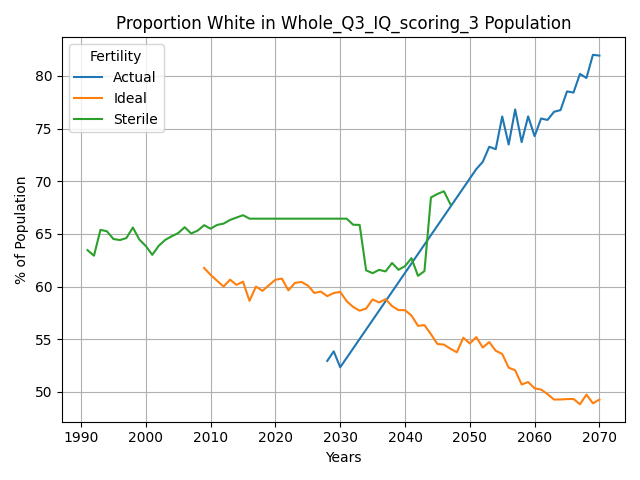 Proportion White in Whole_Q3_IQ_scoring_3 Population
Fertility
Actual
Ideal
Sterile
% of Population
80
75
70
65
60
55
50
1990 2000 2010 2020 2030 2040 2050 2060 2070
Years